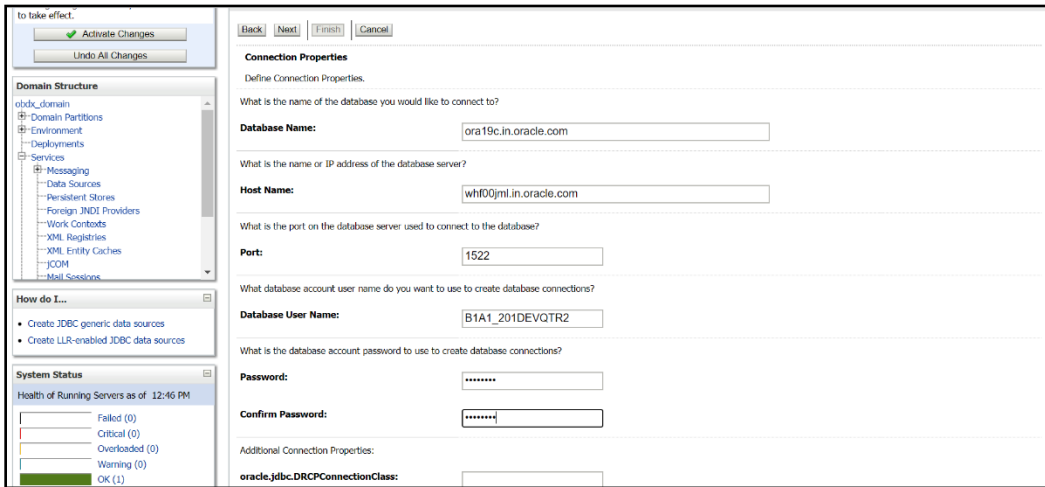 to take effect.
Activate Changes
Undo All Changes
Domain Structure
obdx_domain
Domain Partitions
Environment
Deployments
Services
Messaging
Data Sources
Persistent Stores
Foreign JNDI Providers
Work Contexts
XML Registries
XML Entity Caches
jCOM
Mail Sessions
How do I...
Create JDBC generic data sources
Create LLR-enabled JDBC data sources
System Status
Health of Running Servers as of 12:46 PM
Failed (0)
Critical (0)
Overloaded (0)
Warning (0)
OK (1)
Back Next Finish Cancel
Connection Properties
Define Connection Properties.
What is the name of the database you would like to connect to?
Database Name: ora19c.in.oracle.com
What is the name or IP address of the database server?
Host Name: whf00jml.in.oracle.com
What is the port on the database server used to connect to the database?
Port: 1522
What database account user name do you want to use to create database connections?
Database User Name: B1A1_201DEVQTR2
What is the database account password to use to create database connections?
Password: ••••••••
Confirm Password: ••••••••
Additional Connection Properties:
oracle.jdbc.DRCPConnectionClass: